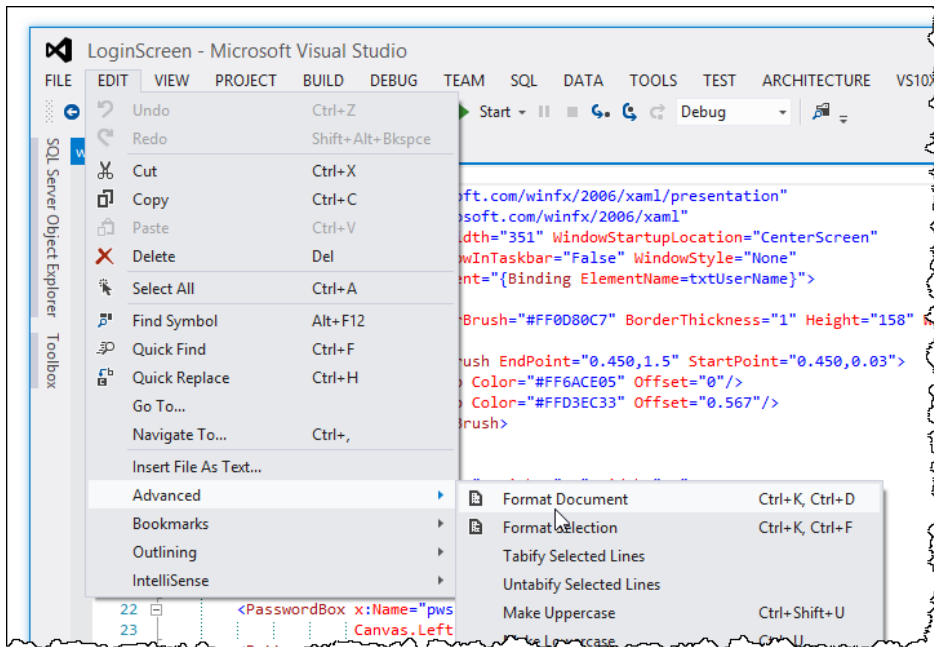 LoginScreen - Microsoft Visual Studio
FILE EDIT VIEW PROJECT BUILD DEBUG TEAM SQL DATA TOOLS TEST ARCHITECTURE VS10X
Start Debug
SQL Server Object Explorer
Toolbox
Undo Ctrl+Z
Redo Shift+Alt+Bkspce
Cut Ctrl+X
Copy Ctrl+C
Paste Ctrl+V
Delete Del
Select All Ctrl+A
Find Symbol Alt+F12
Quick Find Ctrl+F
Quick Replace Ctrl+H
Go To...
Navigate To... Ctrl+,
Insert File As Text...
Advanced
Bookmarks
Outlining
IntelliSense
oft.com/winfx/2006/xaml/presentation"
osoft.com/winfx/2006/xaml"
idth="351" WindowStartupLocation="CenterScreen"
owInTaskbar="False" WindowStyle="None"
ent="{Binding ElementName=txtUserName}">
rBrush="#FF0D80C7" BorderThickness="1" Height="158"
rush EndPoint="0.450,1.5" StartPoint="0.450,0.03">
Color="#FF6ACE05" Offset="0"/>
Color="#FFD3EC33" Offset="0.567"/>
Brush>
Format Document Ctrl+K, Ctrl+D
Format Selection Ctrl+K, Ctrl+F
Tabify Selected Lines
Untabify Selected Lines
Make Uppercase Ctrl+Shift+U
Make Lowercase Ctrl+U
22 <PasswordBox x:Name="pws
23 Canvas.Left